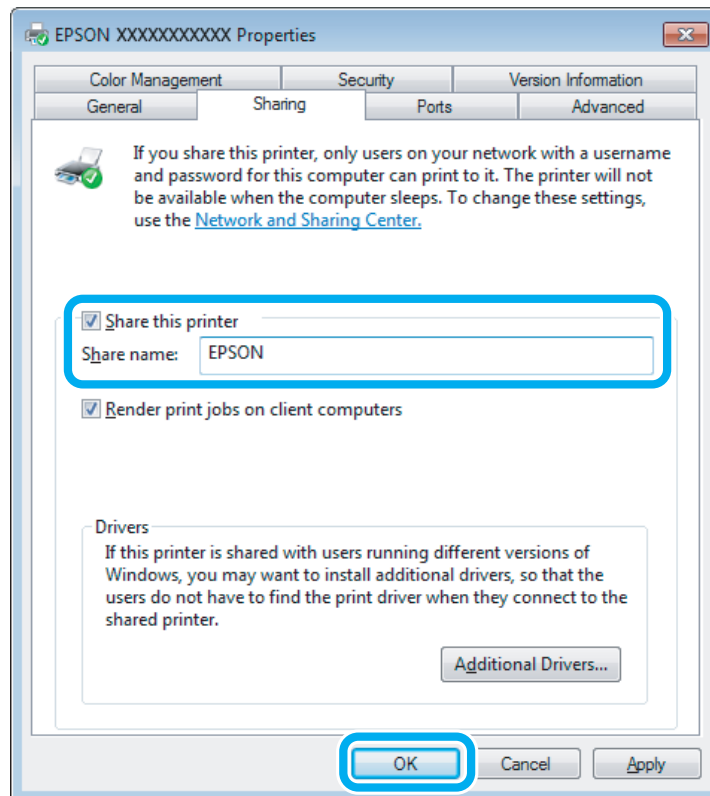 EPSON XXXXXXXXXXX Properties
Color Management Security Version Information
General Sharing Ports Advanced
If you share this printer, only users on your network with a username
and password for this computer can print to it. The printer will not
be available when the computer sleeps. To change these settings,
use the Network and Sharing Center.
Share this printer
Share name: EPSON
Render print jobs on client computers
Drivers
If this printer is shared with users running different versions of
Windows, you may want to install additional drivers, so that the
users do not have to find the print driver when they connect to the
shared printer.
Additional Drivers...
OK Cancel Apply